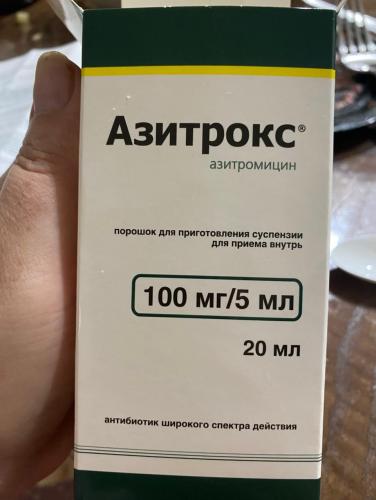 Азитрокс®
азитромицин
порошок для приготовления суспензии
для приема внутрь
100 мг/5 мл
20 мл
антибиотик широкого спектра действия